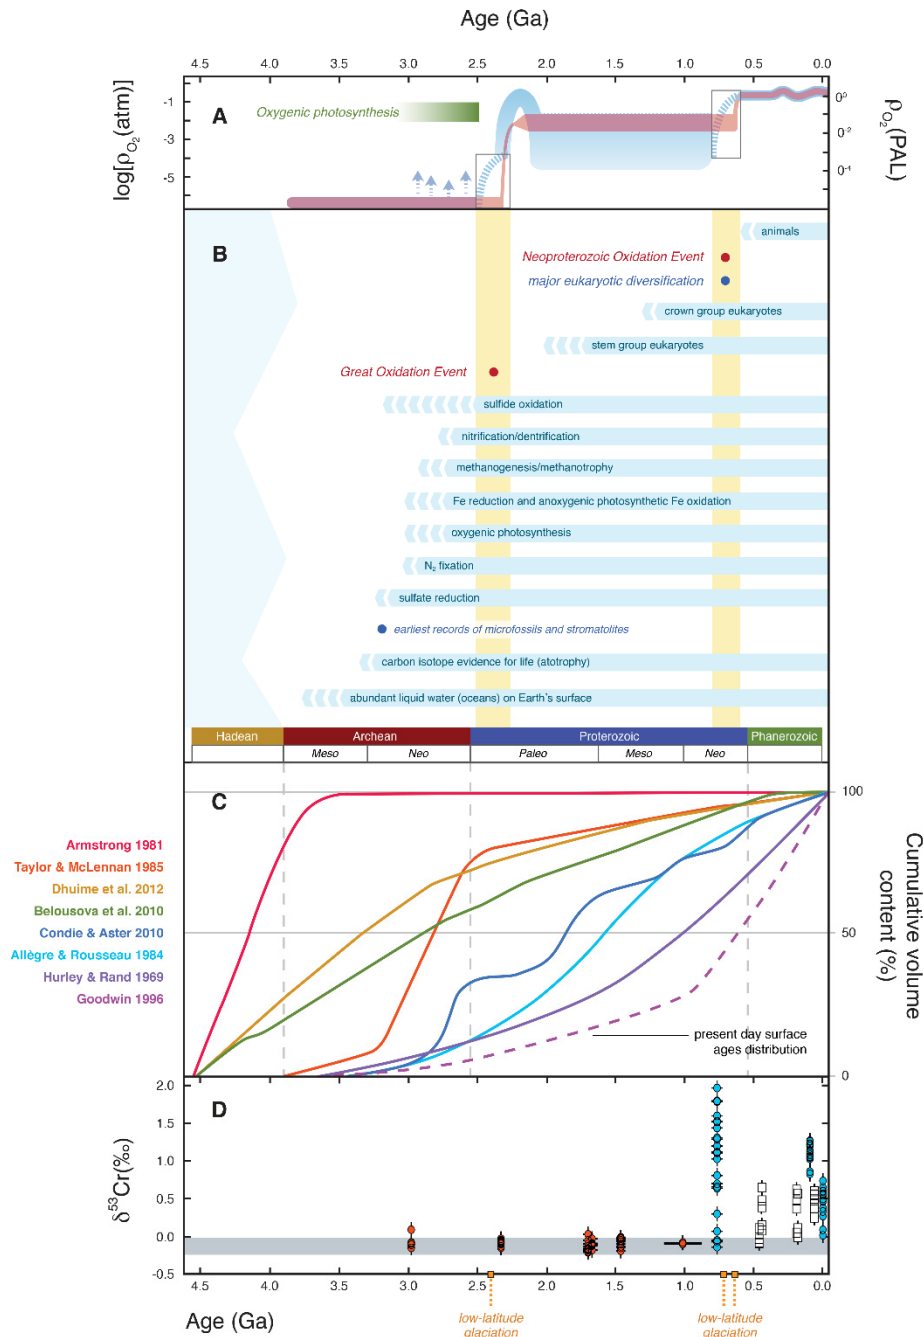 Age (Ga)
4.5 4.0 3.5 3.0 2.5 2.0 1.5 1.0 0.5 0.0
log[ρO₂(atm)]
-1
-3
-5
A
Oxygenic photosynthesis
0⁰
0⁻²
0⁻⁴
ρO₂(PAL)
B
animals
Neoproterozoic Oxidation Event
major eukaryotic diversification
crown group eukaryotes
stem group eukaryotes
Great Oxidation Event
sulfide oxidation
nitrification/dentrification
methanogenesis/methanotrophy
Fe reduction and anoxygenic photosynthetic Fe oxidation
oxygenic photosynthesis
N₂ fixation
sulfate reduction
earliest records of microfossils and stromatolites
carbon isotope evidence for life (atotrophy)
abundant liquid water (oceans) on Earth's surface
Hadean Archean Proterozoic Phanerozoic
Meso Neo Paleo Meso Neo
C
Armstrong 1981
Taylor & McLennan 1985
Dhuime et al. 2012
Belousova et al. 2010
Condie & Aster 2010
Allègre & Rousseau 1984
Hurley & Rand 1969
Goodwin 1996
100
50
0
Cumulative volume
content (%)
present day surface
ages distribution
D
δ⁵³Cr(‰)
2.0
1.5
1.0
0.5
0.0
-0.5
4.5 4.0 3.5 3.0 2.5 2.0 1.5 1.0 0.5 0.0
Age (Ga)
low-latitude
glaciation
low-latitude
glaciation